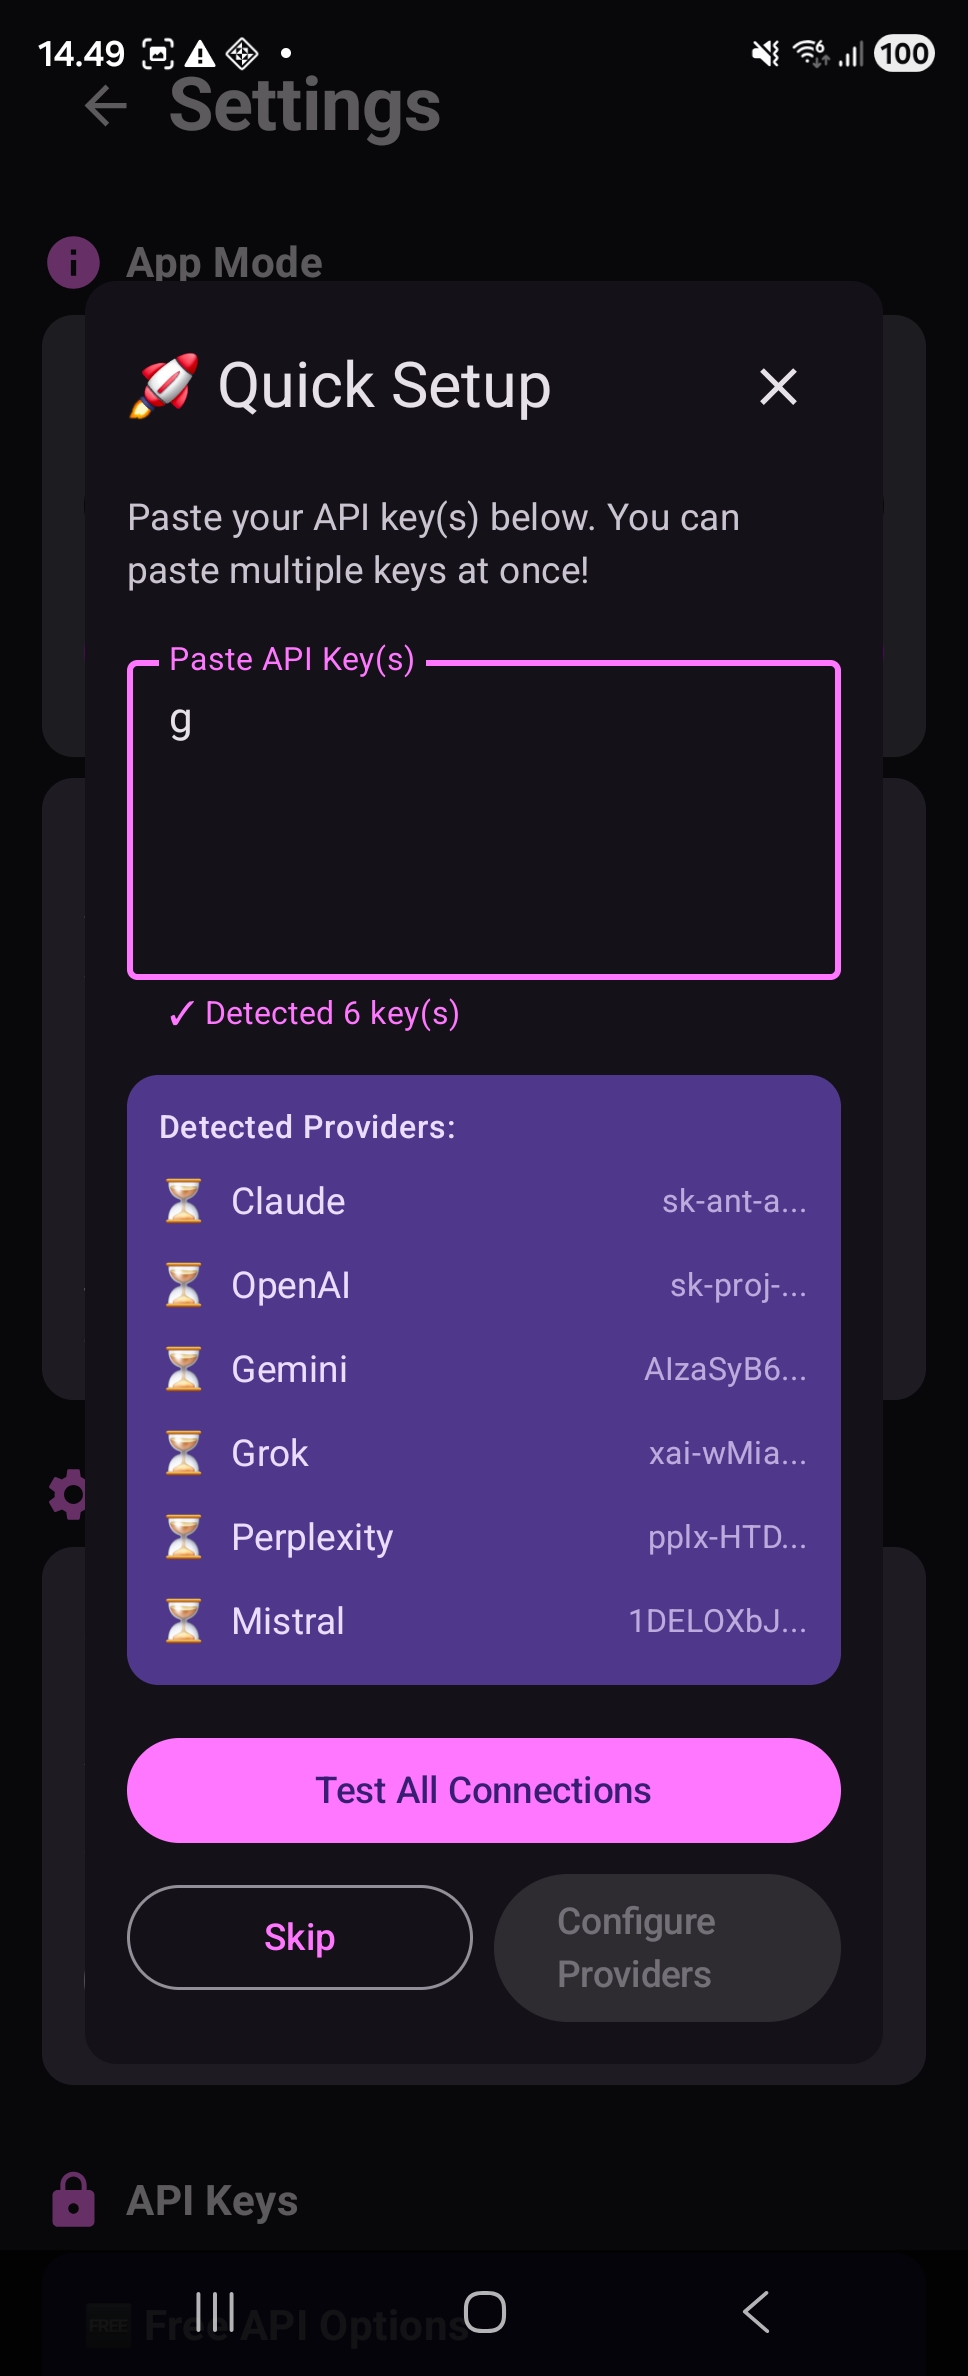 14.49
6
100
Settings
App Mode
🚀 Quick Setup
Paste your API key(s) below. You can
paste multiple keys at once!
Paste API Key(s)
g
✓ Detected 6 key(s)
Detected Providers:
Claude sk-ant-a...
OpenAI sk-proj-...
Gemini AIzaSyB6...
Grok xai-wMia...
Perplexity pplx-HTD...
Mistral 1DELOXbJ...
Test All Connections
Skip
Configure
Providers
API Keys
FREE Free API Options